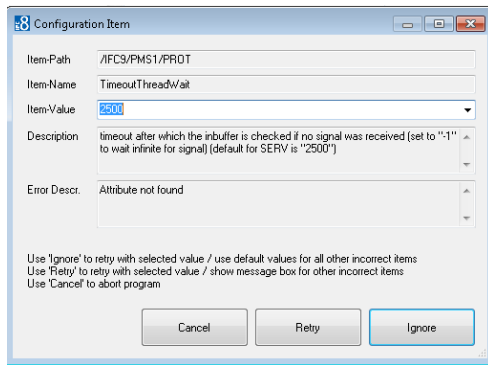 Configuration Item
Item-Path /IFC9/PMS1/PROT
Item-Name TimeoutThreadWait
Item-Value 2500
Description timeout after which the inbuffer is checked if no signal was received (set to "-1"
to wait infinite for signal) (default for SERV is "2500")
Error Descr. Attribute not found
Use 'Ignore' to retry with selected value / use default values for all other incorrect items
Use 'Retry' to retry with selected value / show message box for other incorrect items
Use 'Cancel' to abort program
Cancel Retry Ignore